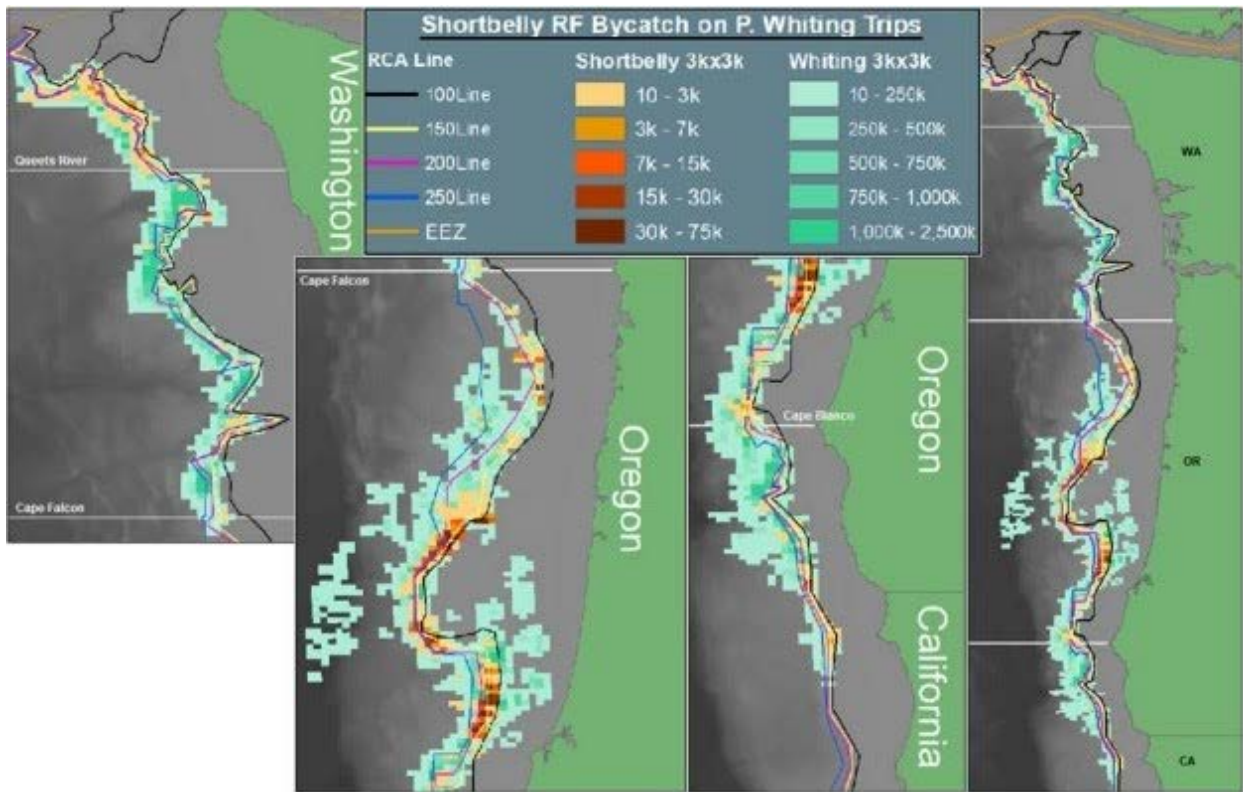 Shortbelly RF Bycatch on P. Whiting Trips
RCA Line
100Line
150Line
200Line
250Line
EEZ
Shortbelly 3kx3k
10 - 3k
3k - 7k
7k - 15k
15k - 30k
30k - 75k
Whiting 3kx3k
10 - 250k
250k - 500k
500k - 750k
750k - 1,000k
1,000k - 2,500k
Washington
Queets River
Cape Falcon
Cape Falcon
Oregon
Oregon
Cape Blanco
California
WA
OR
CA